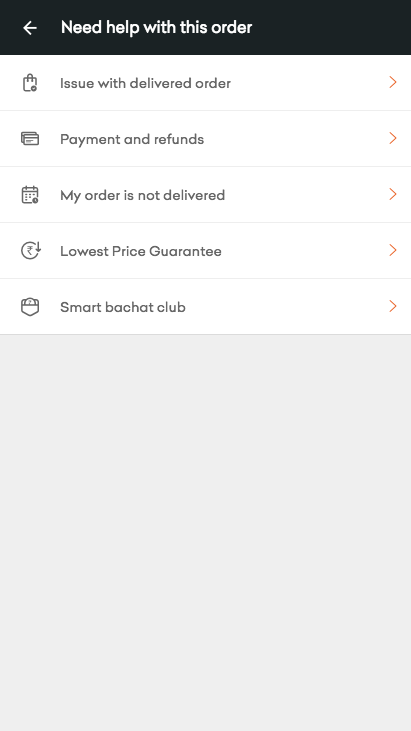 Need help with this order
Issue with delivered order
Payment and refunds
My order is not delivered
Lowest Price Guarantee
Smart bachat club